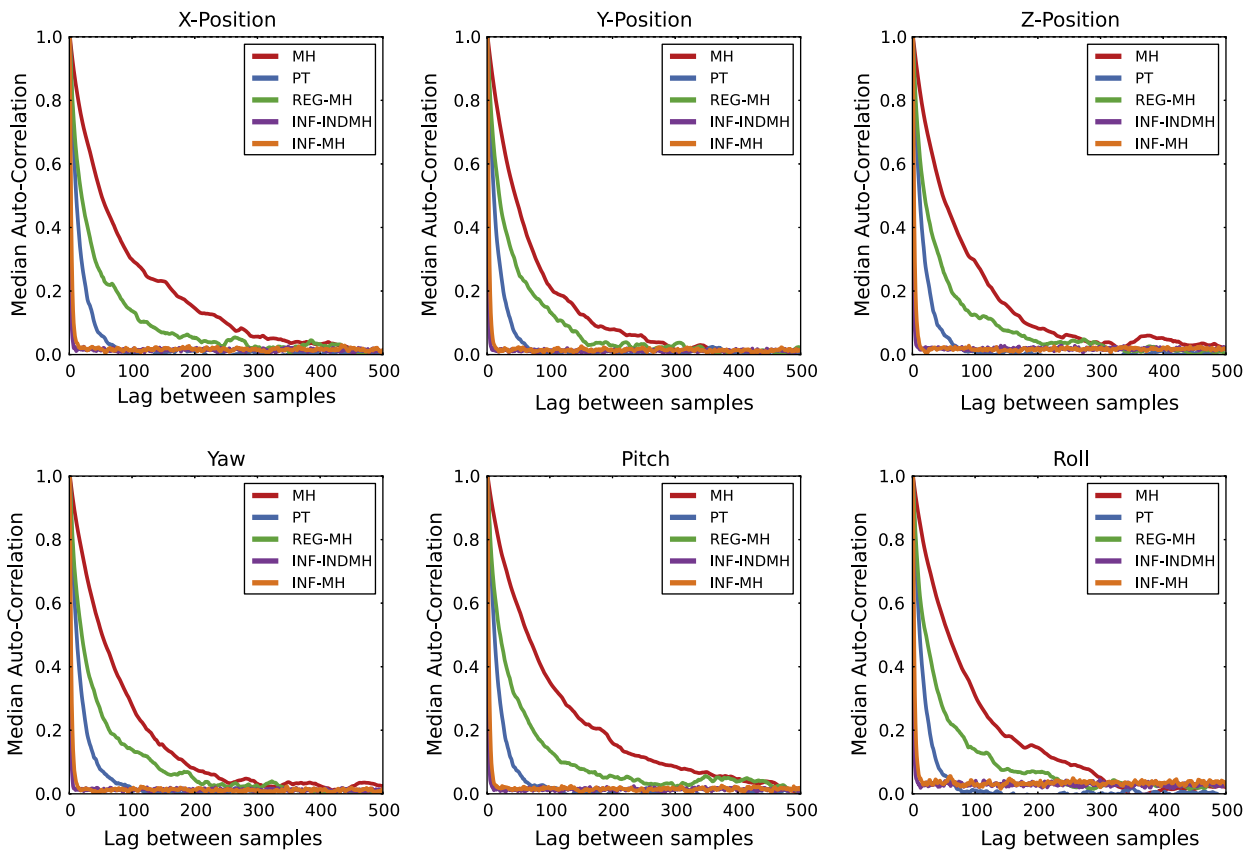 X-Position
Median Auto-Correlation
1.0
0.8
0.6
0.4
0.2
0.0
MH
PT
REG-MH
INF-INDMH
INF-MH
0 100 200 300 400 500
Lag between samples
Y-Position
Median Auto-Correlation
1.0
0.8
0.6
0.4
0.2
0.0
MH
PT
REG-MH
INF-INDMH
INF-MH
0 100 200 300 400 500
Lag between samples
Z-Position
Median Auto-Correlation
1.0
0.8
0.6
0.4
0.2
0.0
MH
PT
REG-MH
INF-INDMH
INF-MH
0 100 200 300 400 500
Lag between samples
Yaw
Median Auto-Correlation
1.0
0.8
0.6
0.4
0.2
0.0
MH
PT
REG-MH
INF-INDMH
INF-MH
0 100 200 300 400 500
Lag between samples
Pitch
Median Auto-Correlation
1.0
0.8
0.6
0.4
0.2
0.0
MH
PT
REG-MH
INF-INDMH
INF-MH
0 100 200 300 400 500
Lag between samples
Roll
Median Auto-Correlation
1.0
0.8
0.6
0.4
0.2
0.0
MH
PT
REG-MH
INF-INDMH
INF-MH
0 100 200 300 400 500
Lag between samples